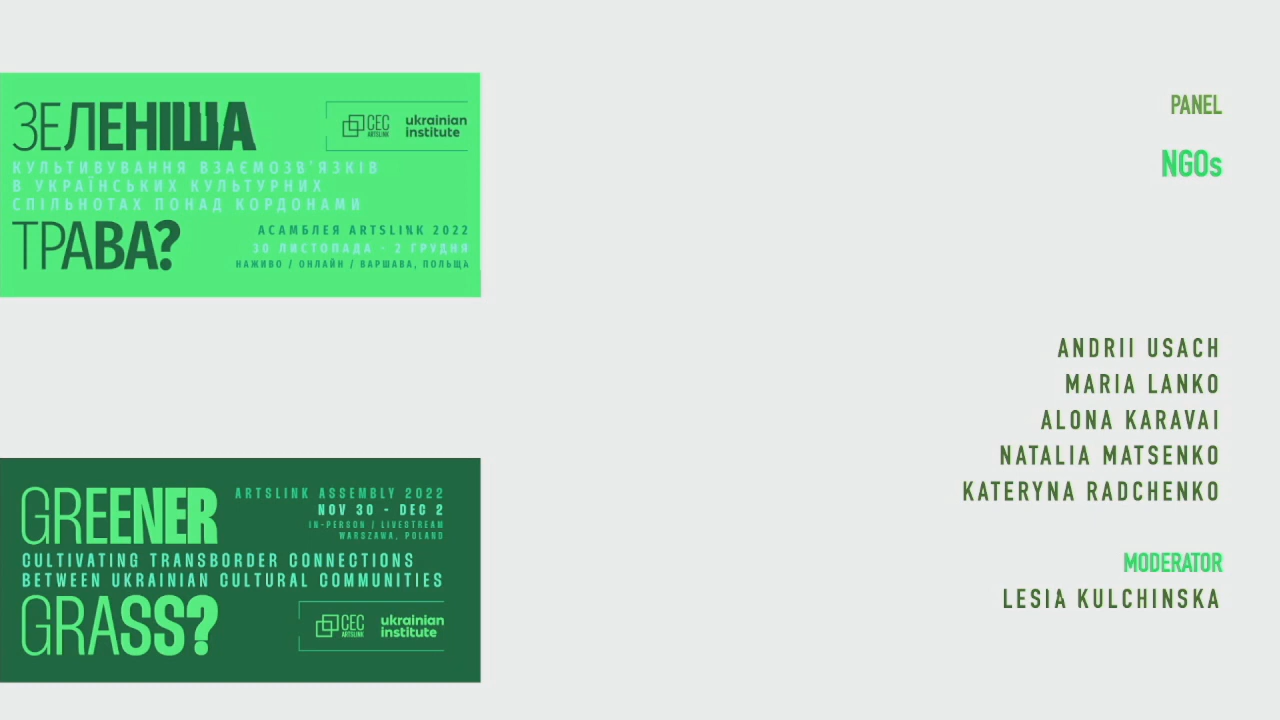 ЗЕЛЕНІША
CEC
ARTSLINK
ukrainian
institute
КУЛЬТИВУВАННЯ ВЗАЄМОЗВ'ЯЗКІВ
В УКРАЇНСЬКИХ КУЛЬТУРНИХ
СПІЛЬНОТАХ ПОНАД КОРДОНАМИ
ТРАВА?
АСАМБЛЕЯ ARTSLINK 2022
30 ЛИСТОПАДА - 2 ГРУДНЯ
НАЖИВО / ОНЛАЙН / ВАРШАВА, ПОЛЬЩА
GREENER
ARTSLINK ASSEMBLY 2022
NOV 30 - DEC 2
IN-PERSON / LIVESTREAM
WARSZAWA, POLAND
CULTIVATING TRANSBORDER CONNECTIONS
BETWEEN UKRAINIAN CULTURAL COMMUNITIES
GRASS?
CEC
ARTSLINK
ukrainian
institute
PANEL
NGOs
ANDRII USACH
MARIA LANKO
ALONA KARAVAI
NATALIA MATSENKO
KATERYNA RADCHENKO
MODERATOR
LESIA KULCHINSKA